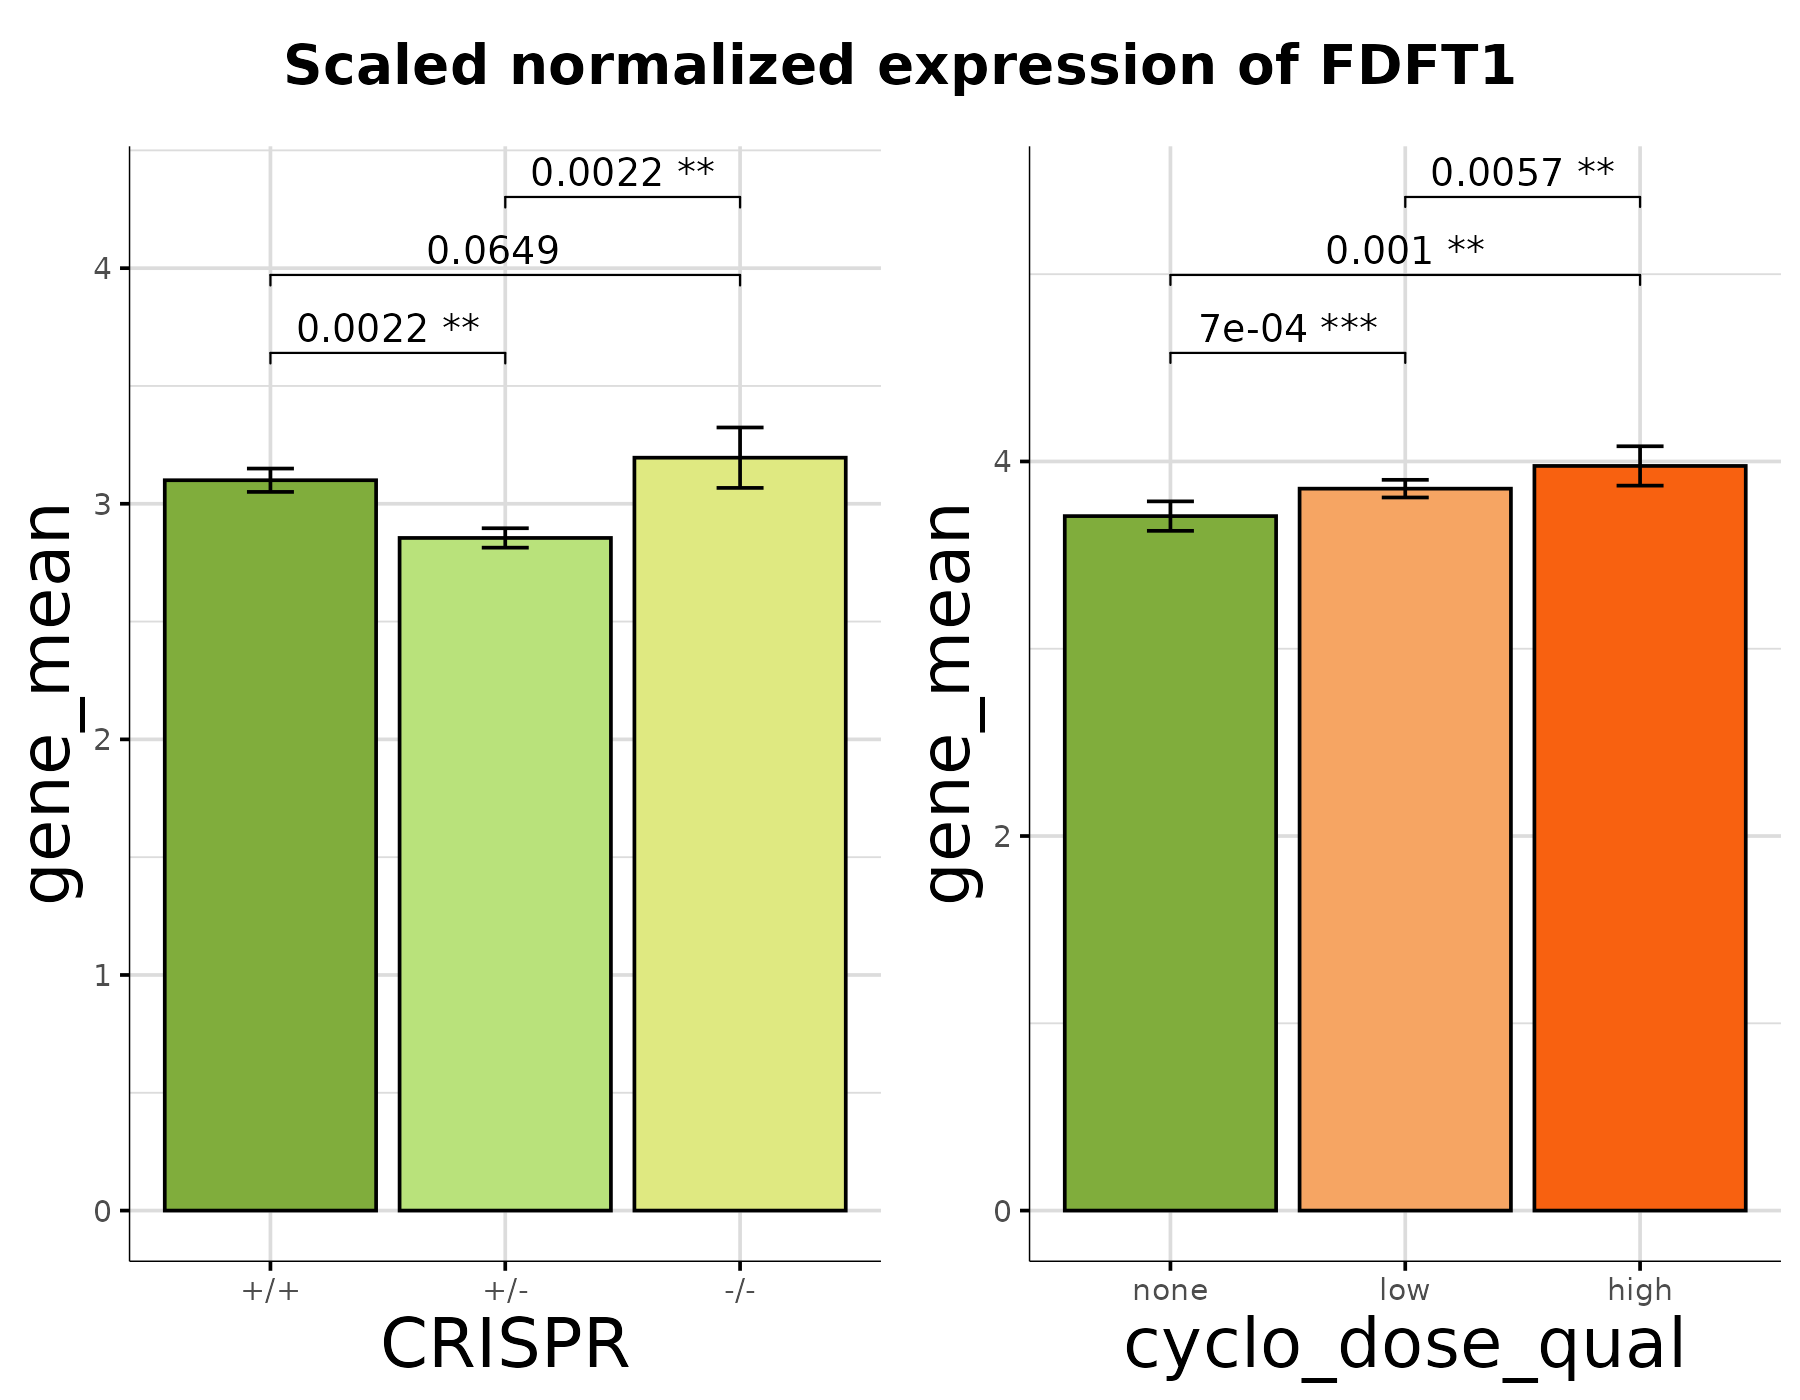 Scaled normalized expression of FDFT1
gene_mean
4
3
2
1
0
0.0022 **
0.0649
0.0022 **
+/+
+/-
-/-
CRISPR
gene_mean
4
2
0
0.0057 **
0.001 **
7e-04 ***
none
low
high
cyclo_dose_qual